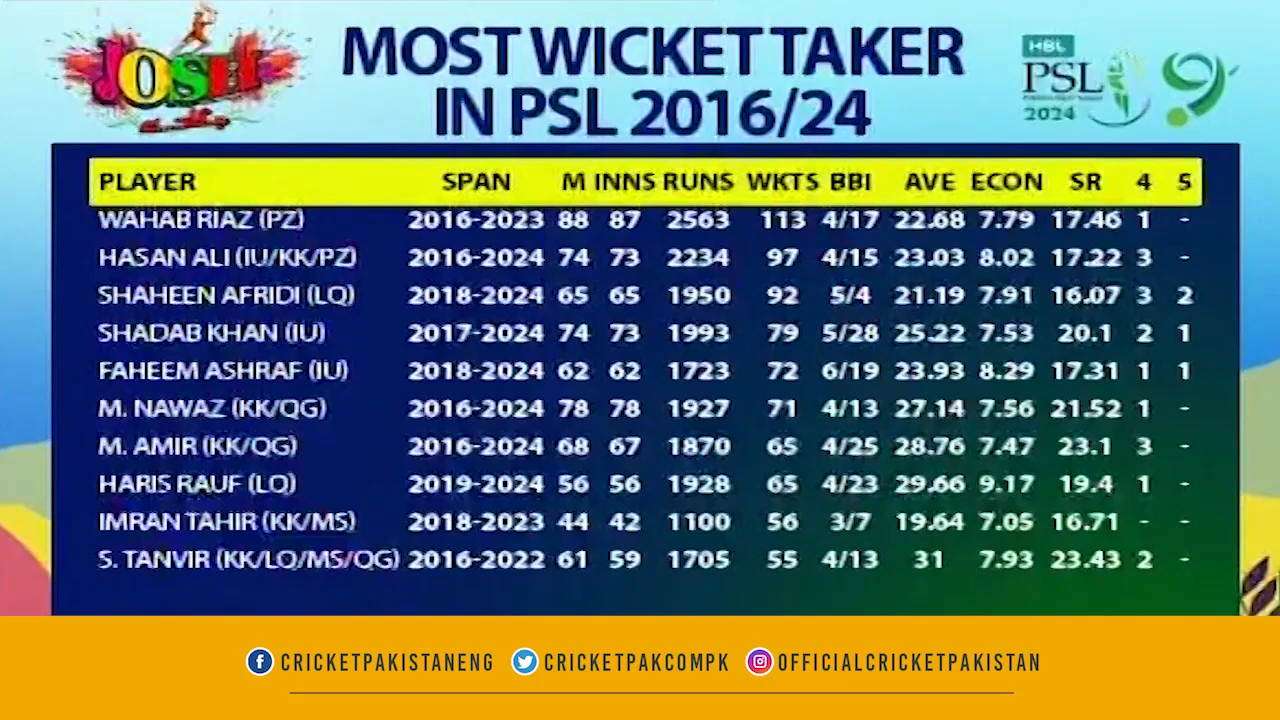 JOSH
MOST WICKET TAKER
IN PSL 2016/24
HBL
PSL
2024
9
PLAYER SPAN M INNS RUNS WKTS BBI AVE ECON SR 4 5
WAHAB RIAZ (PZ) 2016-2023 88 87 2563 113 4/17 22.68 7.79 17.46 1 -
HASAN ALI (IU/KK/PZ) 2016-2024 74 73 2234 97 4/15 23.03 8.02 17.22 3 -
SHAHEEN AFRIDI (LQ) 2018-2024 65 65 1950 92 5/4 21.19 7.91 16.07 3 2
SHADAB KHAN (IU) 2017-2024 74 73 1993 79 5/28 25.22 7.53 20.1 2 1
FAHEEM ASHRAF (IU) 2018-2024 62 62 1723 72 6/19 23.93 8.29 17.31 1 1
M. NAWAZ (KK/QG) 2016-2024 78 78 1927 71 4/13 27.14 7.56 21.52 1 -
M. AMIR (KK/QG) 2016-2024 68 67 1870 65 4/25 28.76 7.47 23.1 3 -
HARIS RAUF (LQ) 2019-2024 56 56 1928 65 4/23 29.66 9.17 19.4 1 -
IMRAN TAHIR (KK/MS) 2018-2023 44 42 1100 56 3/7 19.64 7.05 16.71 - -
S. TANVIR (KK/LQ/MS/QG) 2016-2022 61 59 1705 55 4/13 31 7.93 23.43 2 -
CRICKETPAKISTANENG CRICKETPAKCOMPK OFFICIALCRICKETPAKISTAN